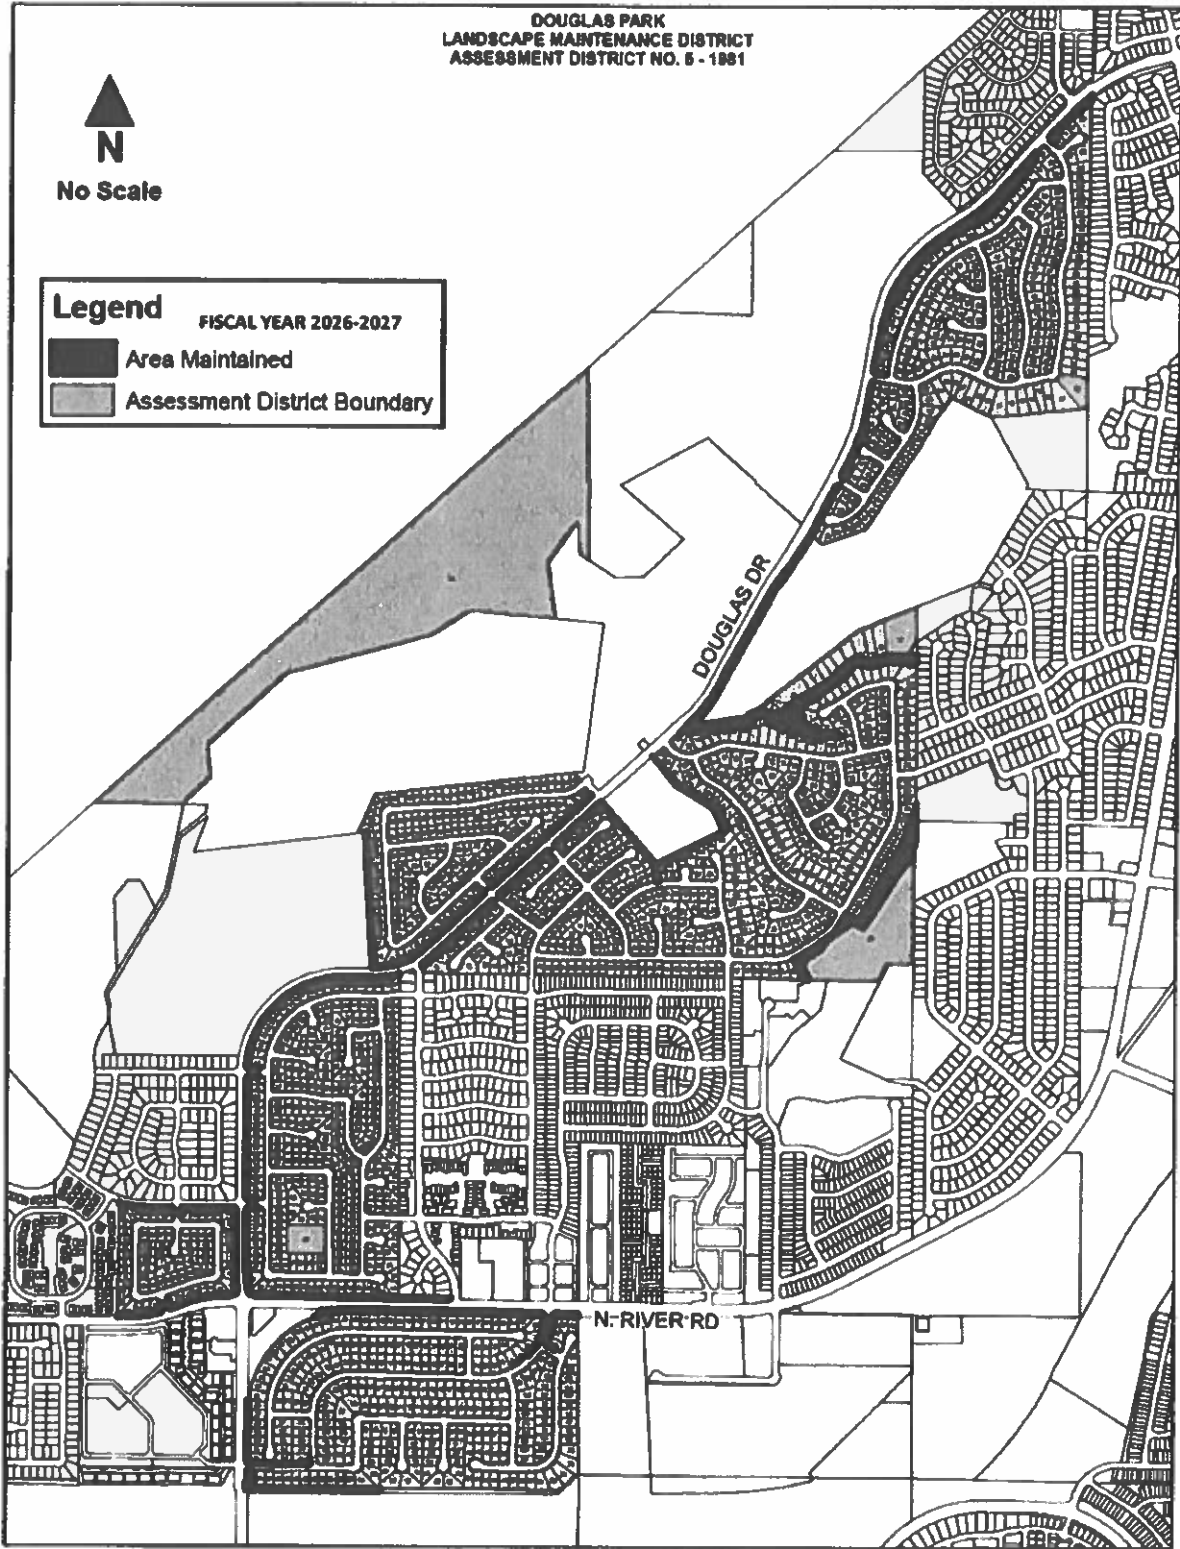 DOUGLAS PARK
LANDSCAPE MAINTENANCE DISTRICT
ASSESSMENT DISTRICT NO. 5 - 1981
N
No Scale
Legend
FISCAL YEAR 2026-2027
Area Maintained
Assessment District Boundary
DOUGLAS DR
N. RIVER RD